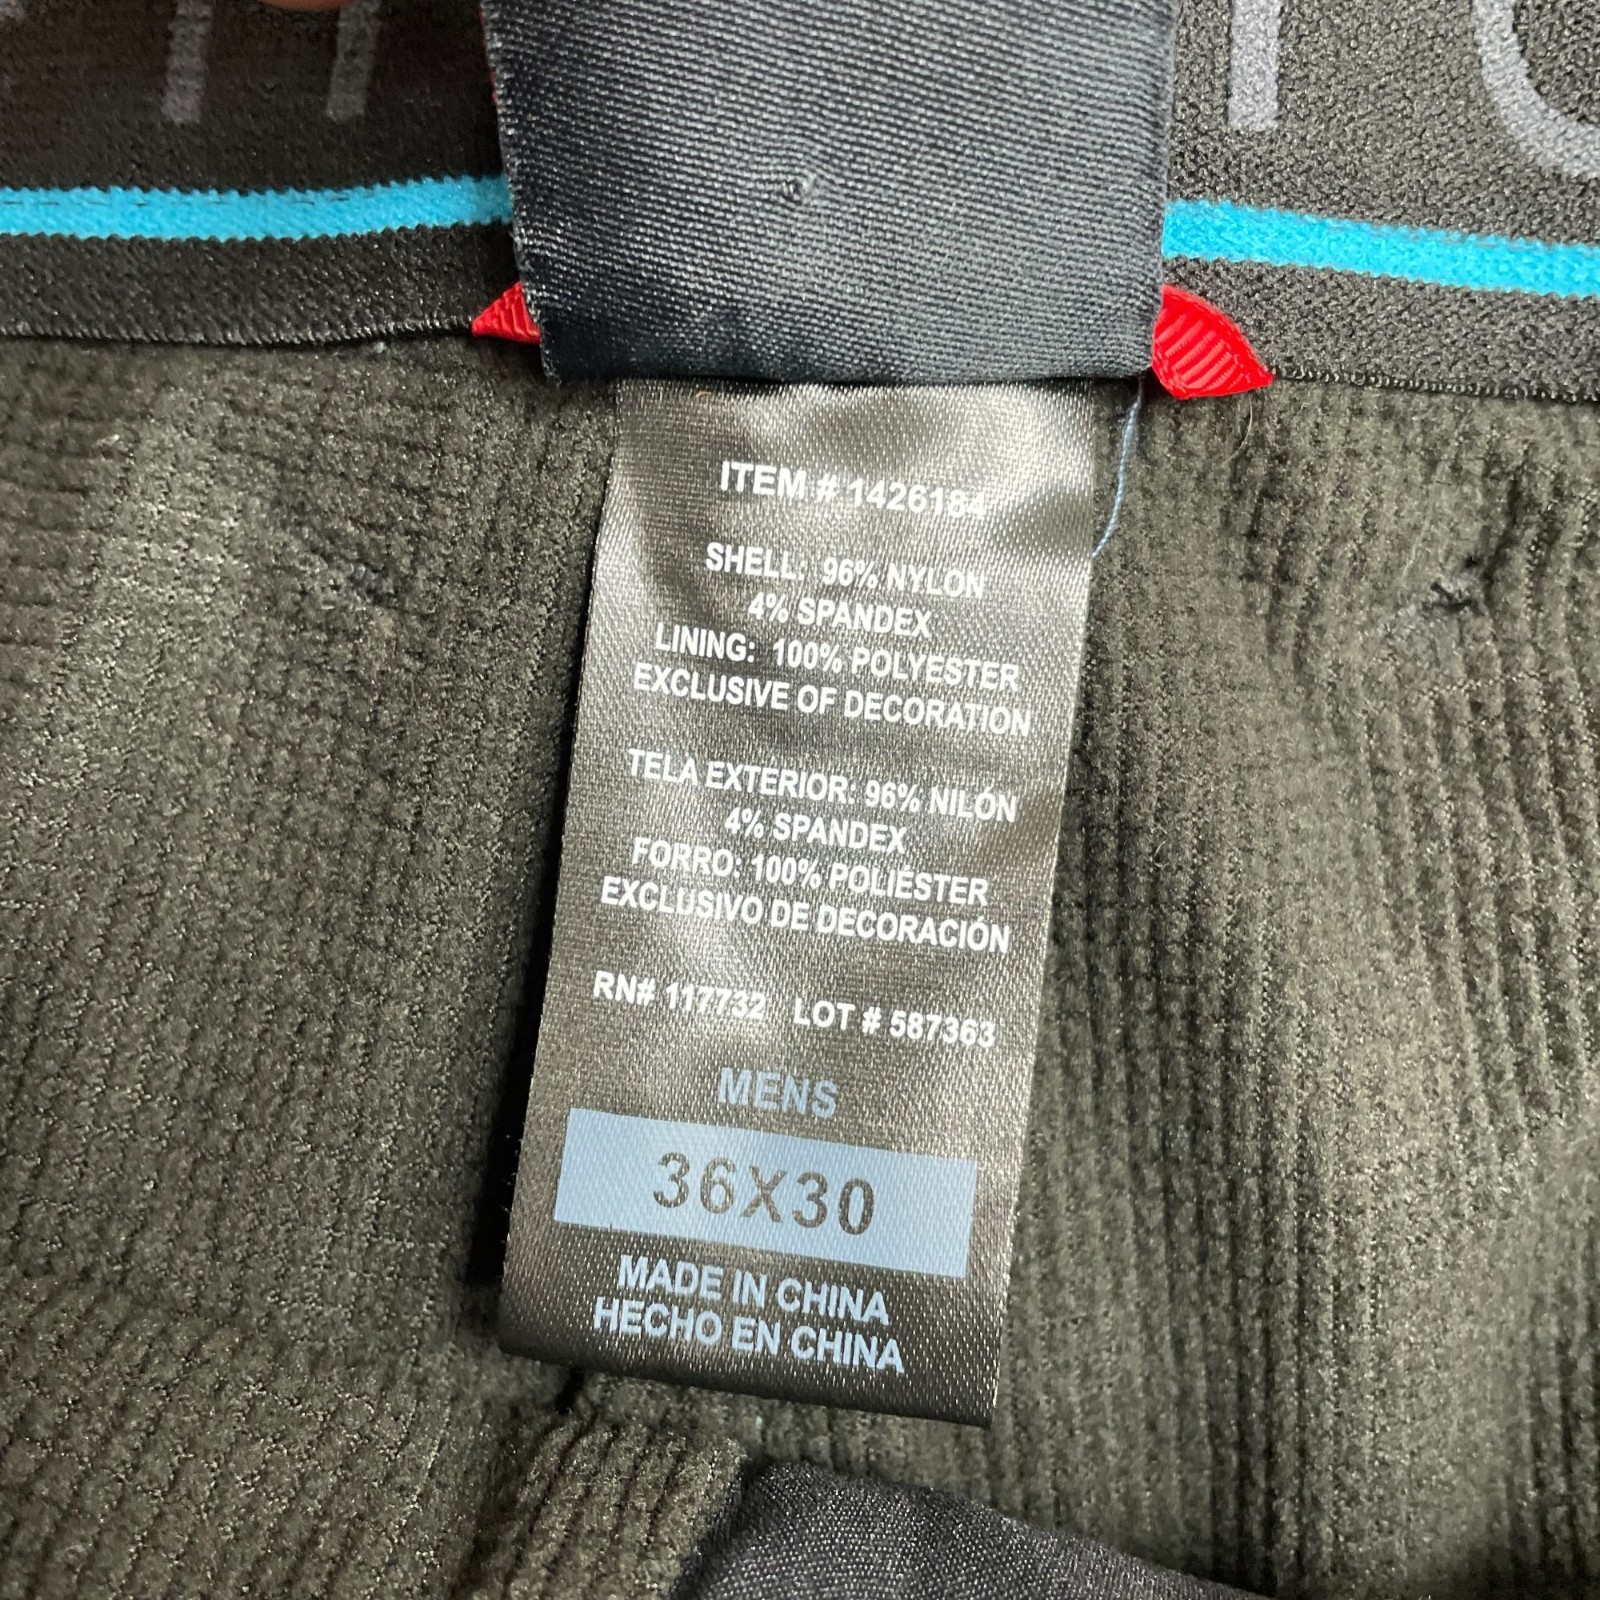 ITEM # 1426184
SHELL: 96% NYLON
4% SPANDEX
LINING: 100% POLYESTER
EXCLUSIVE OF DECORATION
TELA EXTERIOR: 96% NILÓN
4% SPANDEX
FORRO: 100% POLIÉSTER
EXCLUSIVO DE DECORACIÓN
RN# 117732 LOT # 587363
MENS
36X30
MADE IN CHINA
HECHO EN CHINA